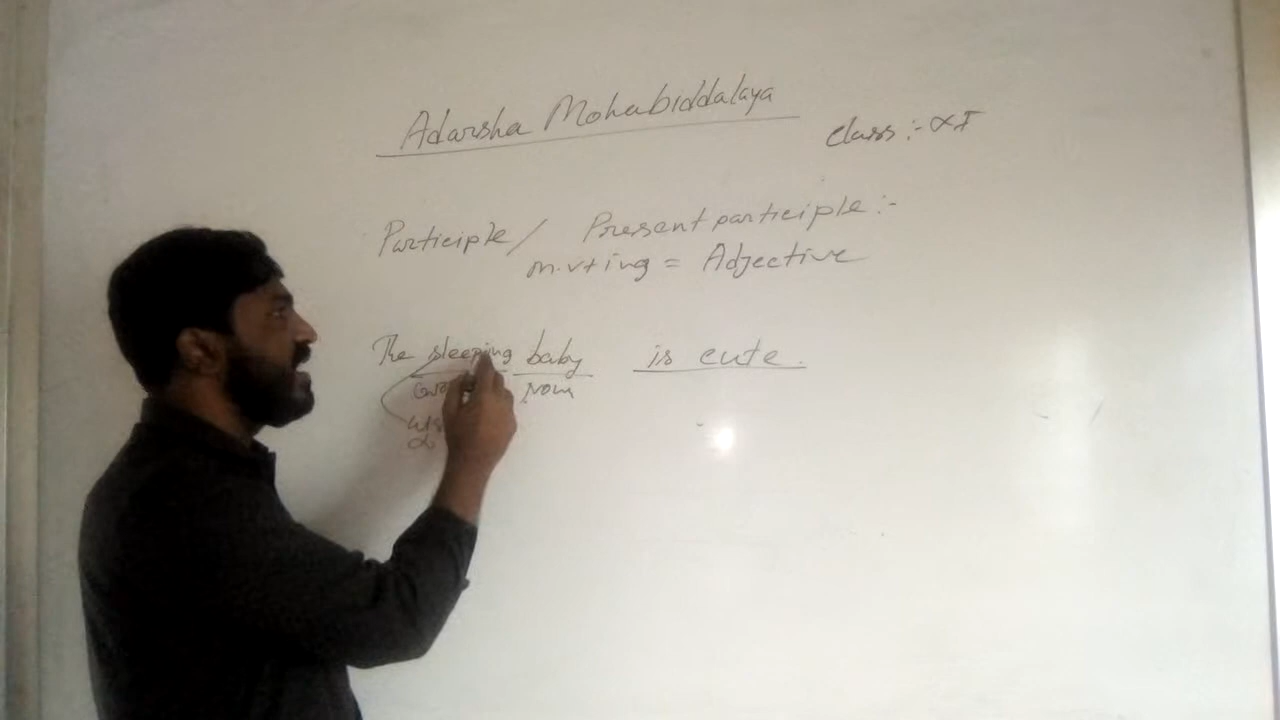 Adarsha Mohabiddalaya
class :- XI
Participle / Present participle :-
m.v+ing = Adjective
The sleeping baby is cute.
Noun